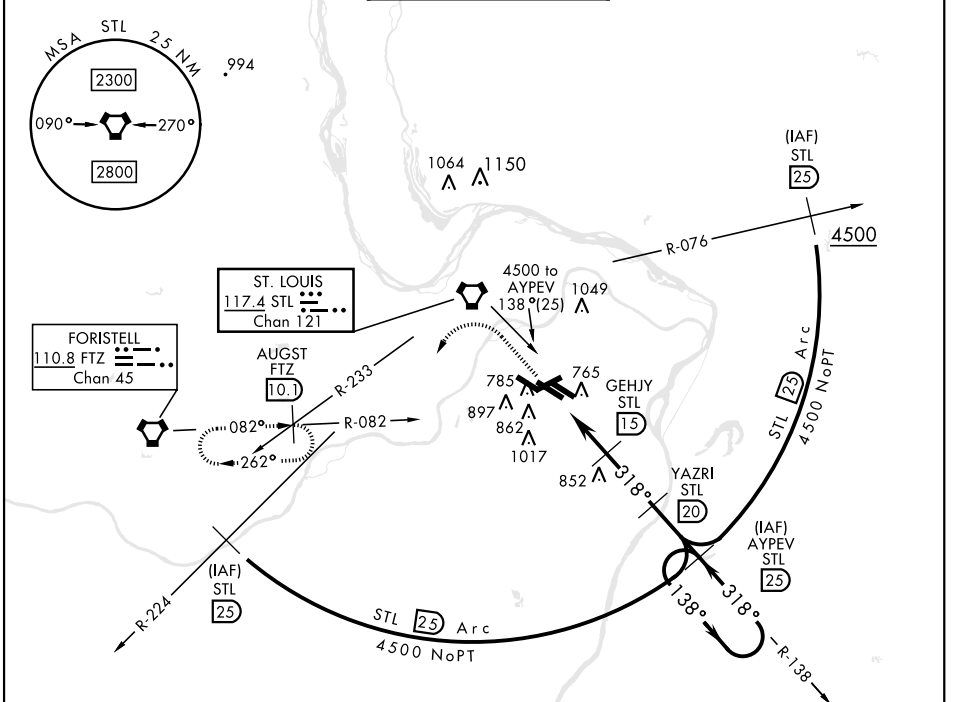 MSA STL 25 NM
2300
090°
270°
2800
994
1064
1150
(IAF)
STL
25
4500
R-076
4500 to
AYPEV
138°(25)
1049
ST. LOUIS
117.4 STL
Chan 121
FORISTELL
110.8 FTZ
Chan 45
AUGST
FTZ
10.1
R-233
082°
R-082
262°
785
765
897
862
1017
GEHJY
STL
15
852
318°
YAZRI
STL
20
STL 25 Arc
4500 NoPT
(IAF)
AYPEV
STL
25
(IAF)
STL
25
R-224
STL 25 Arc
4500 NoPT
138°
318°
R-138